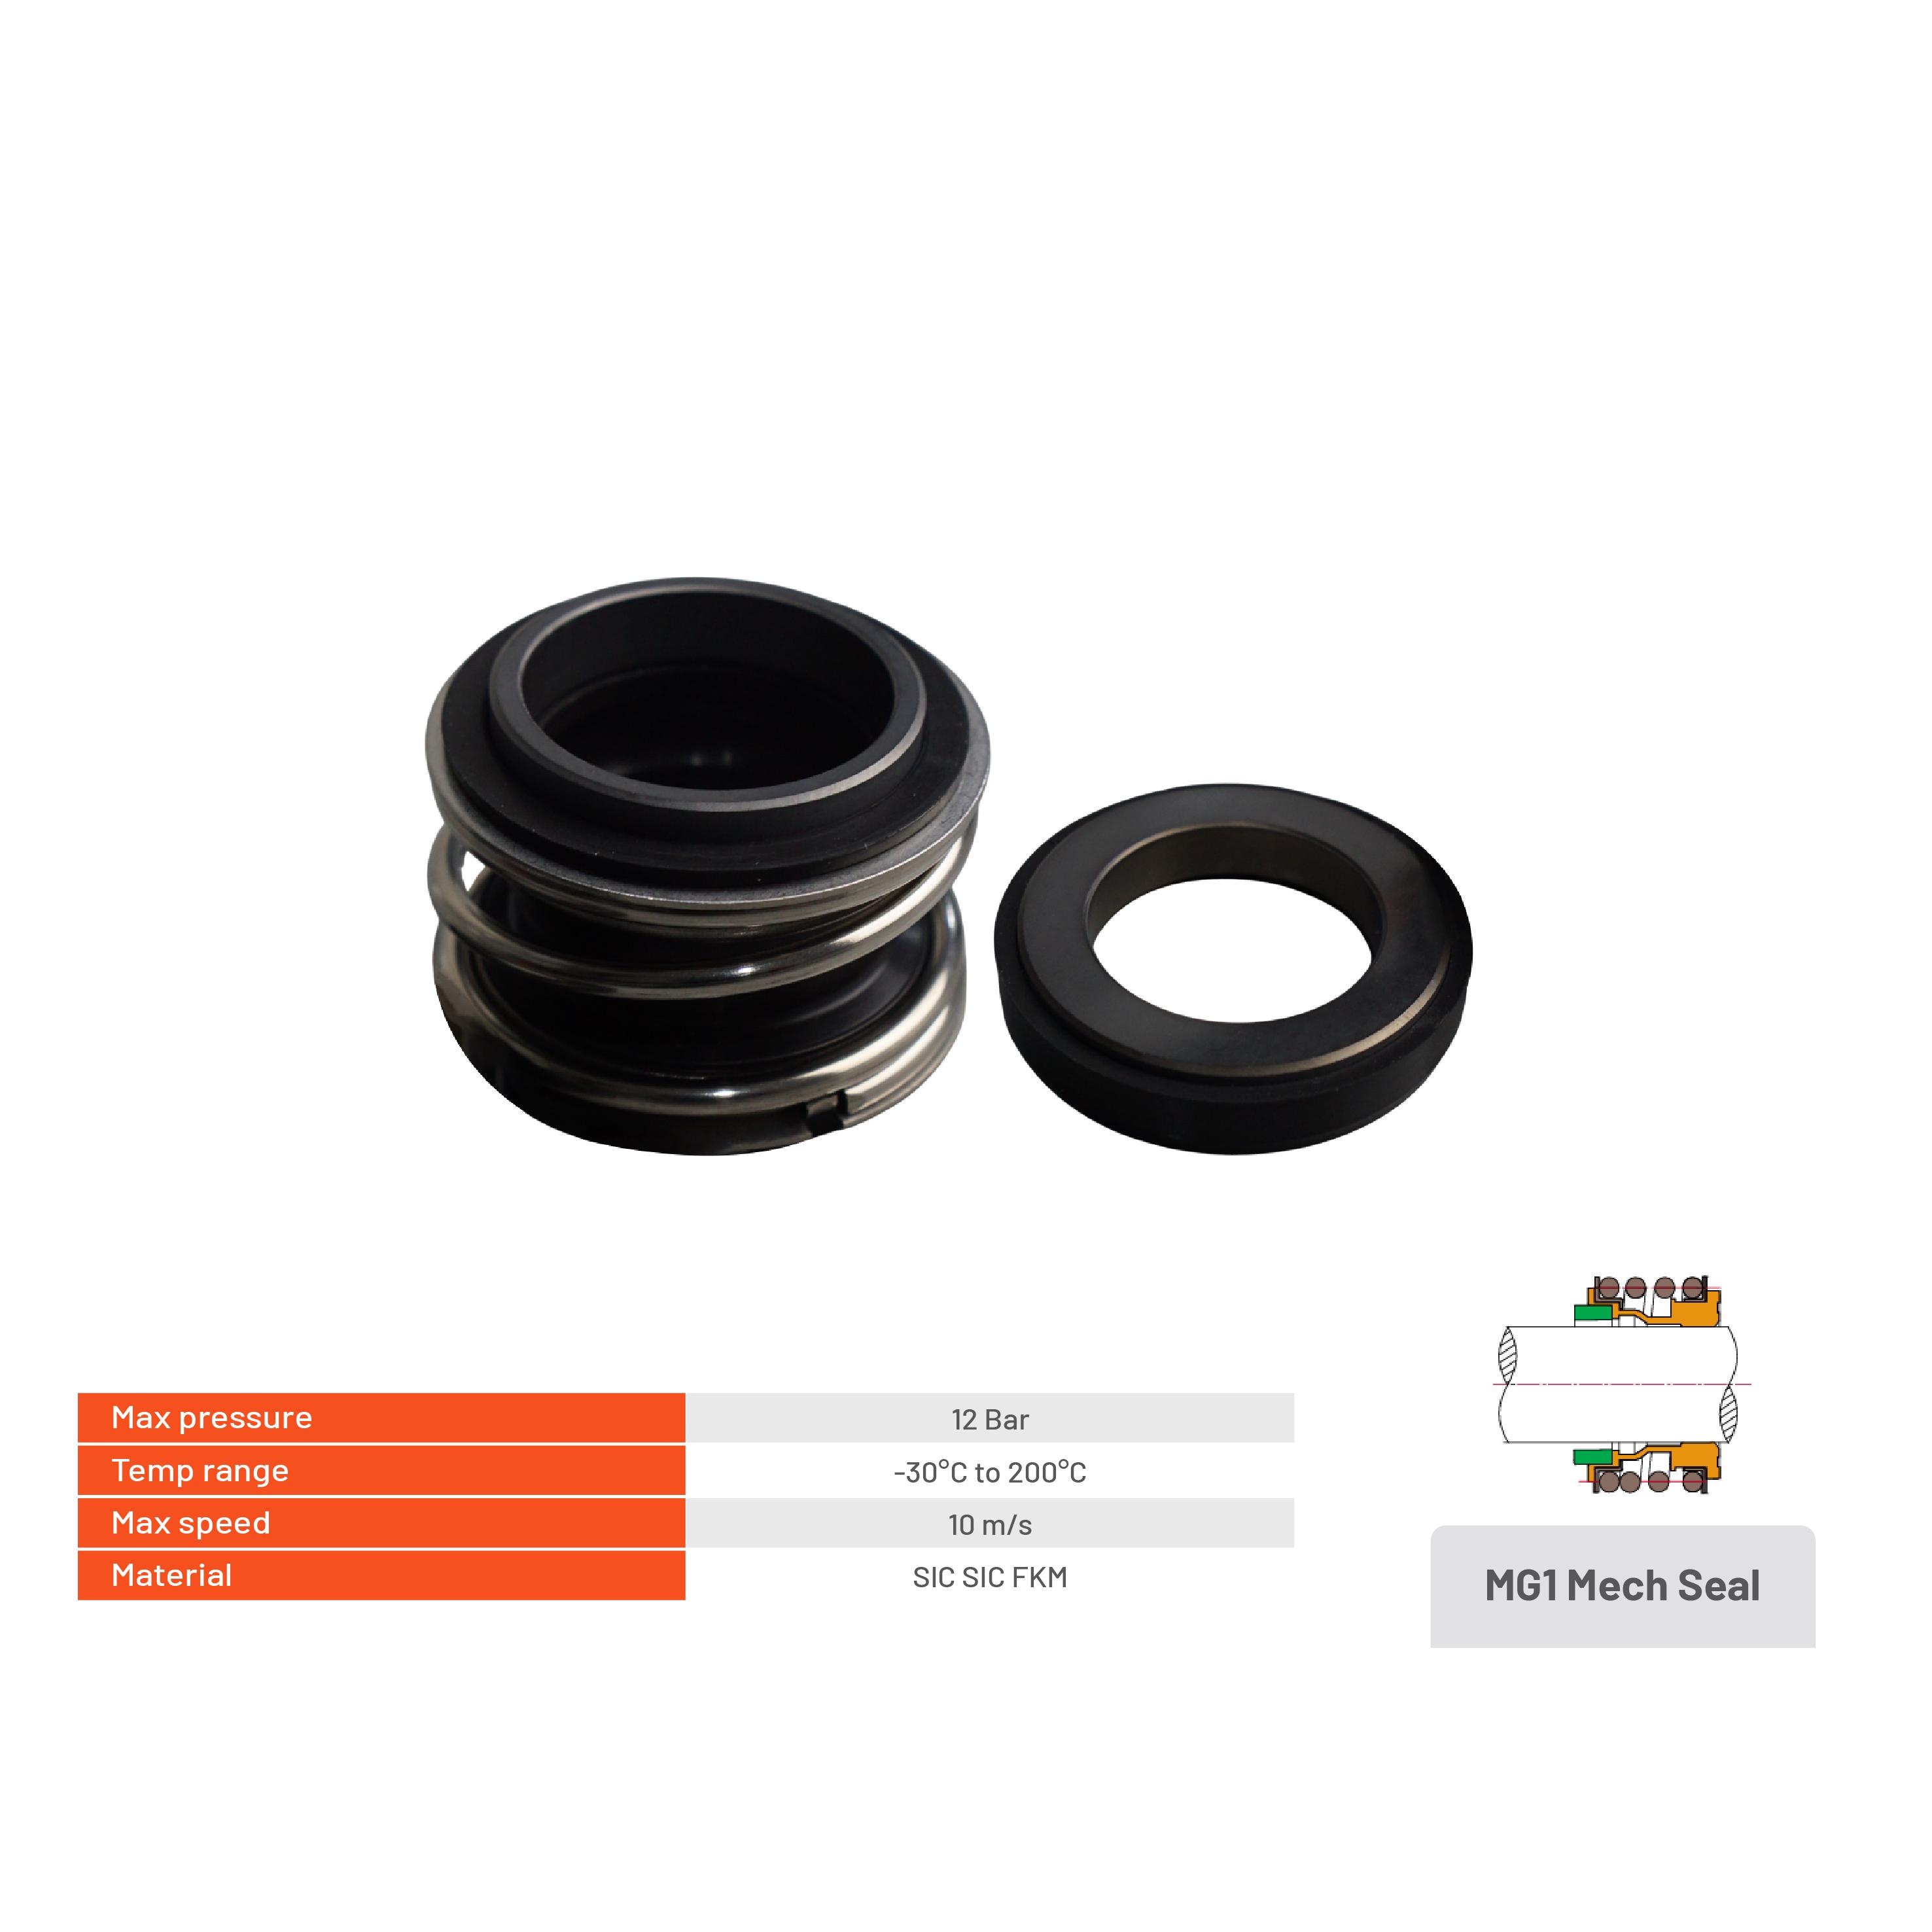 Max pressure 12 Bar
Temp range -30°C to 200°C
Max speed 10 m/s
Material SIC SIC FKM
MG1 Mech Seal